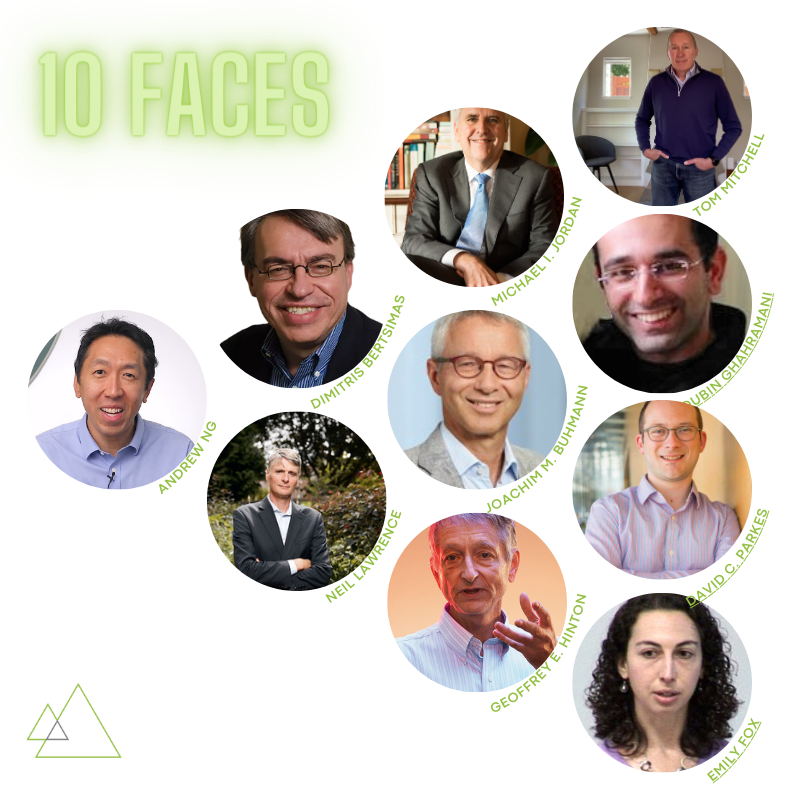 10 FACES
TOM MITCHELL
MICHAEL I. JORDAN
DIMITRIS BERTSIMAS
UBIN GHAHRAMANI
ANDREW NG
JOACHIM M. BUHMANN
NEIL LAWRENCE
DAVID C. PARKES
GEOFFREY E. HINTON
EMILY FOX